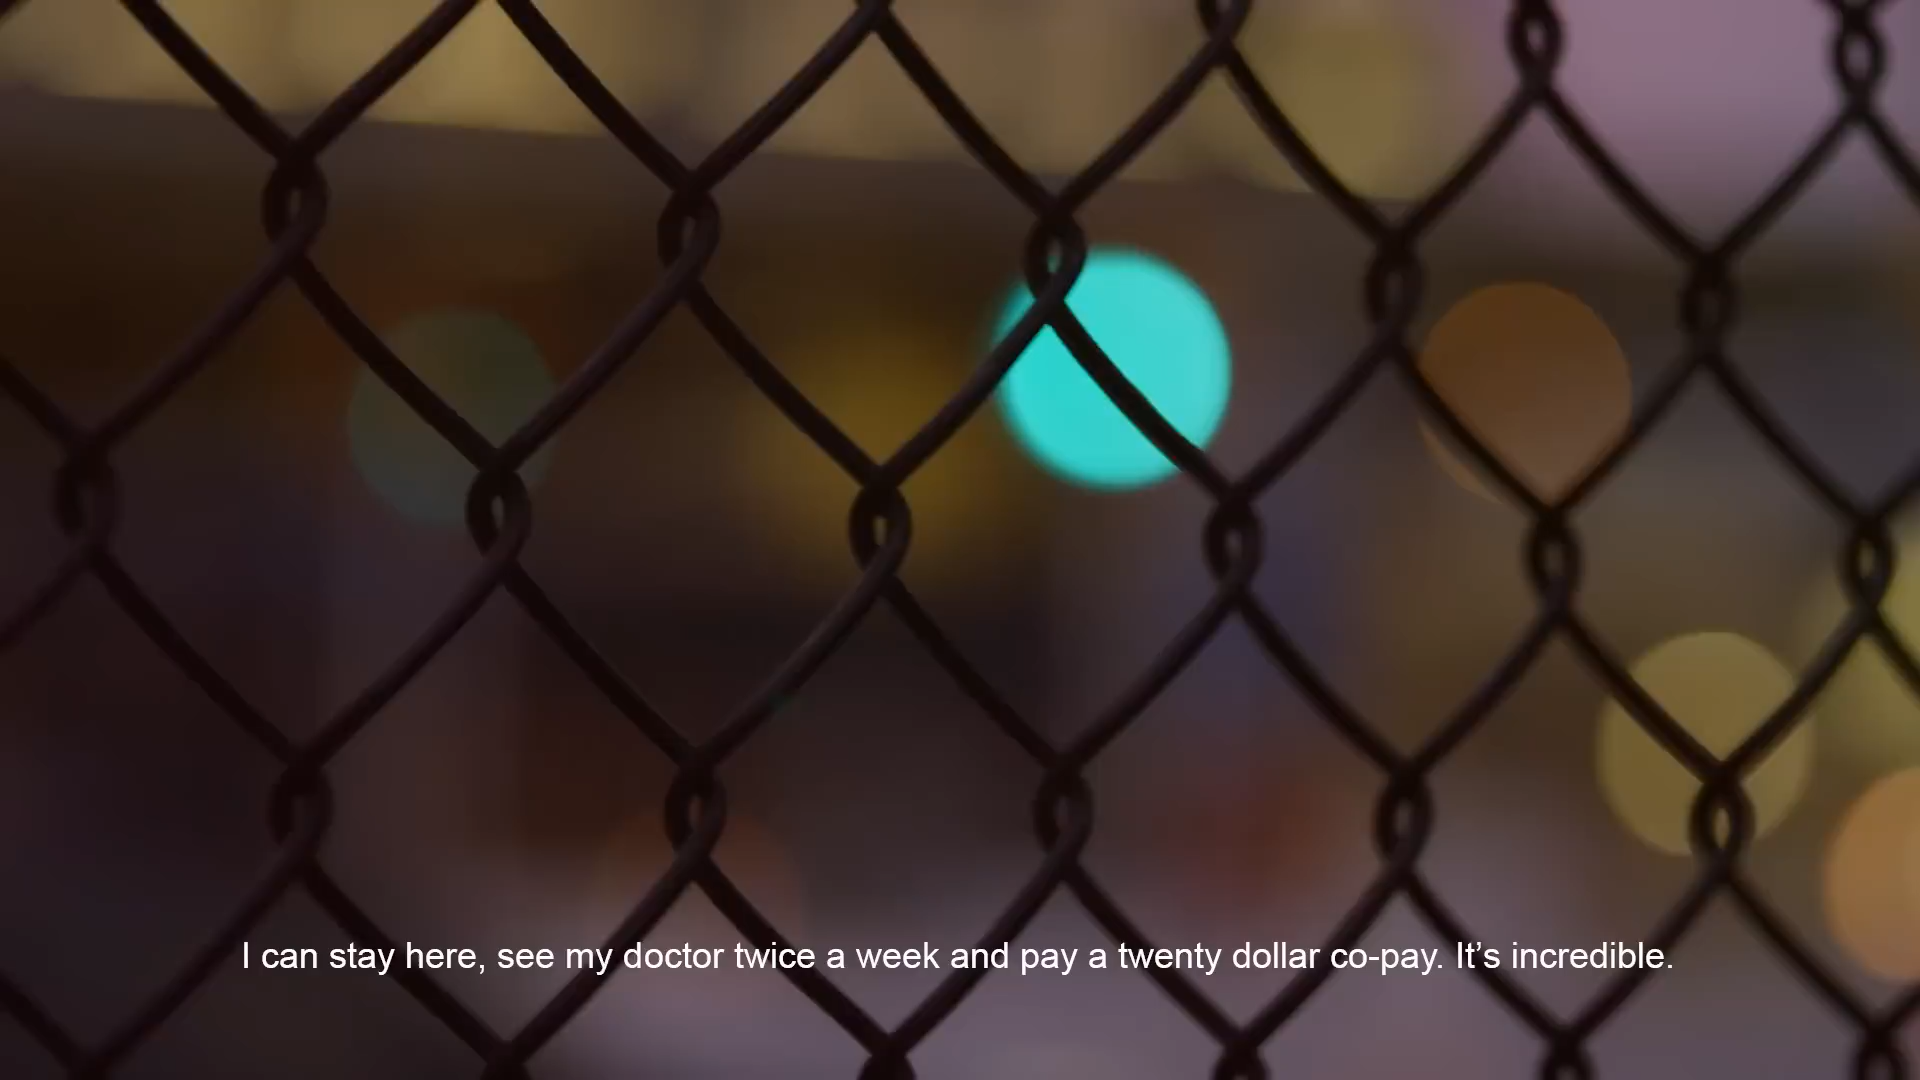 I can stay here, see my doctor twice a week and pay a twenty dollar co-pay. It’s incredible.